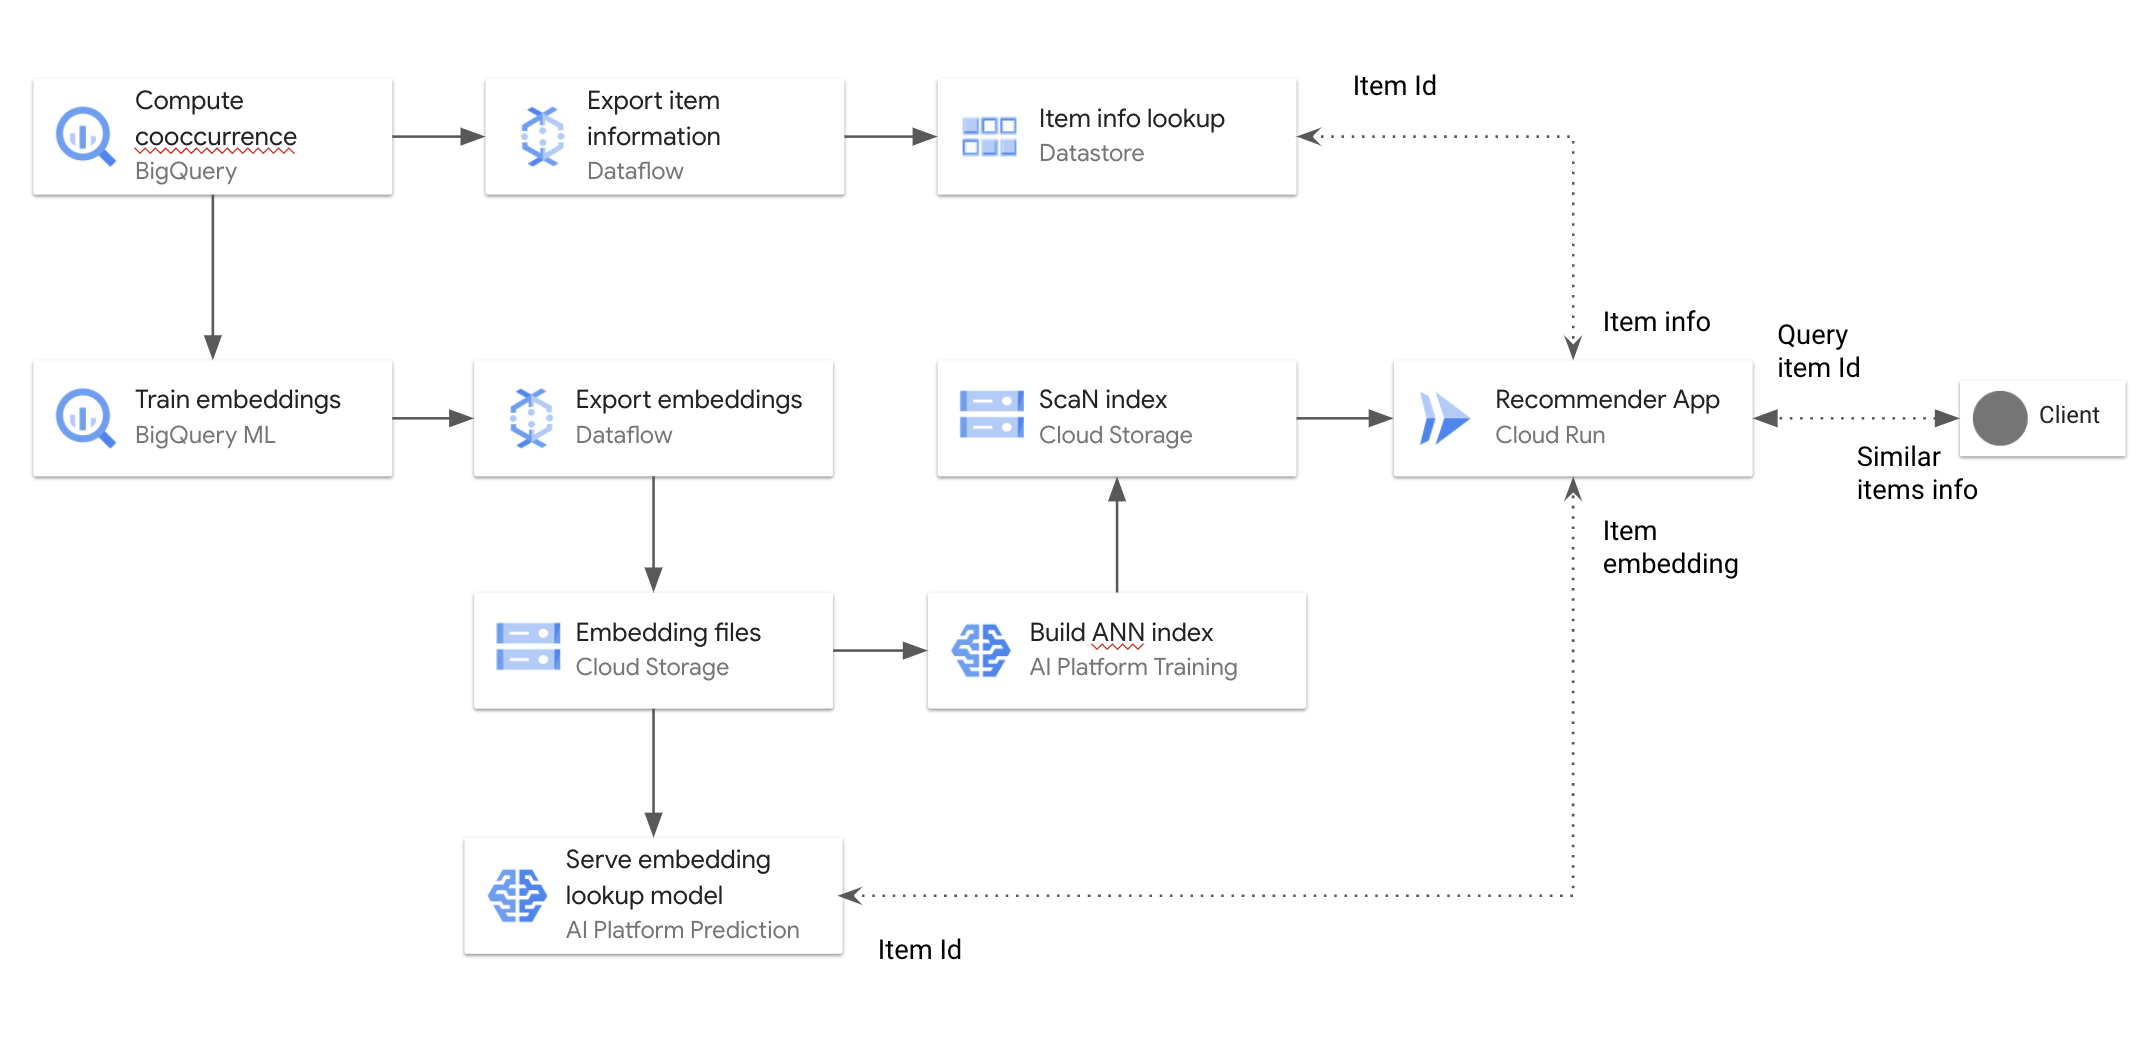 Compute
cooccurrence
BigQuery
Export item
information
Dataflow
Item info lookup
Datastore
Item Id
Item info
Query
item Id
Train embeddings
BigQuery ML
Export embeddings
Dataflow
ScaN index
Cloud Storage
Recommender App
Cloud Run
Client
Similar
items info
Item
embedding
Embedding files
Cloud Storage
Build ANN index
AI Platform Training
Serve embedding
lookup model
AI Platform Prediction
Item Id